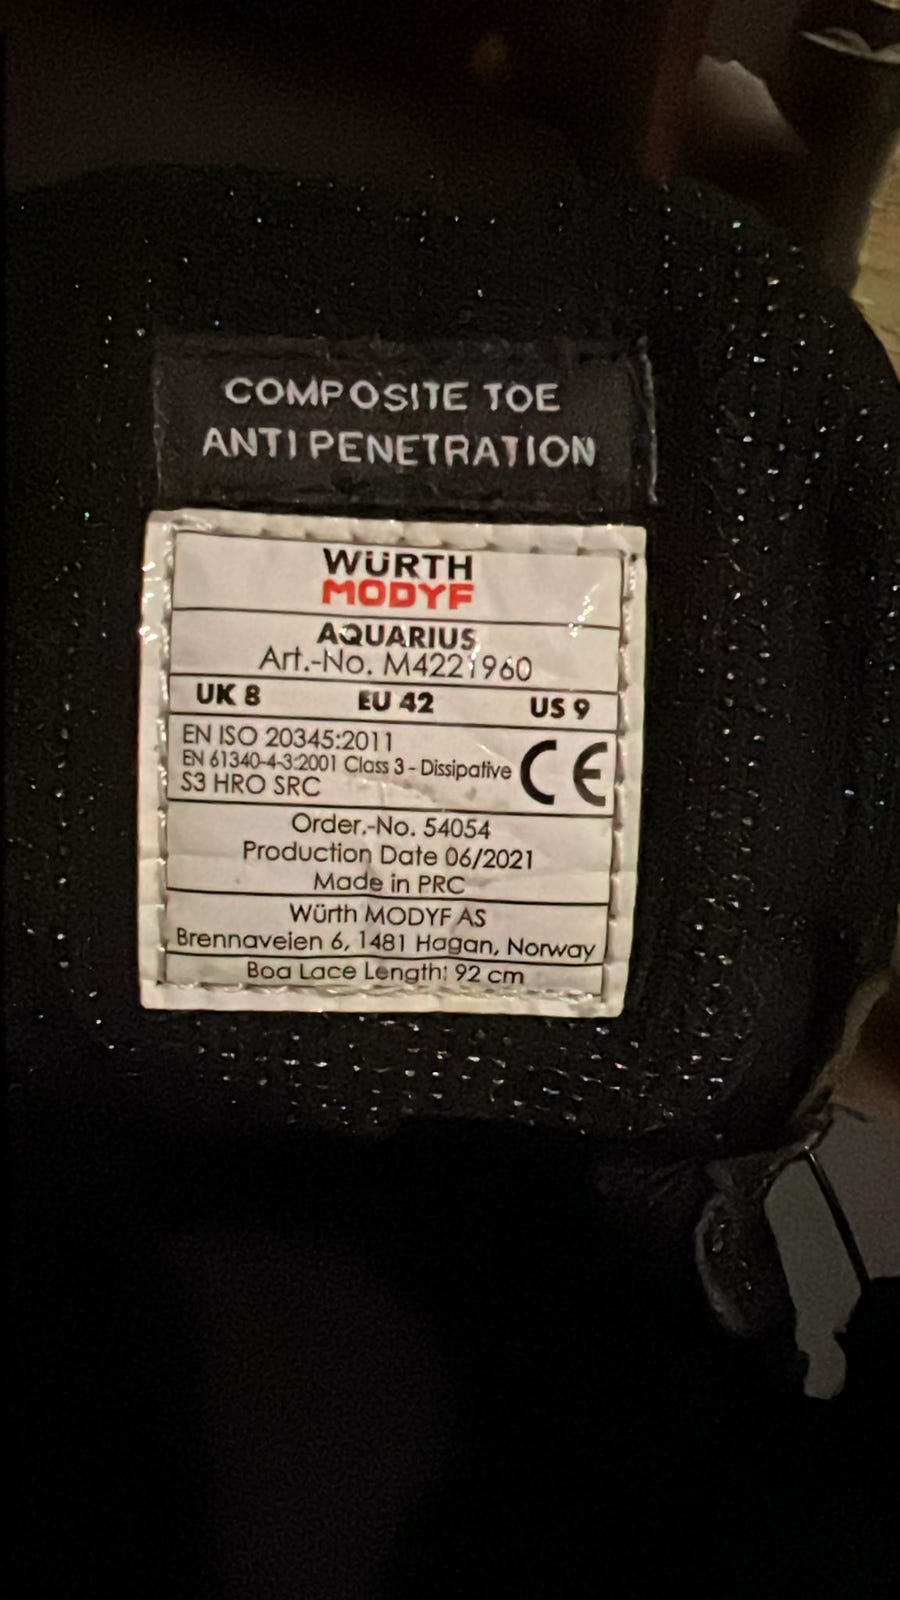 COMPOSITE TOE
ANTI PENETRATION
WÜRTH
MODYF
AQUARIUS
Art.-No. M4221960
UK 8 EU 42 US 9
EN ISO 20345:2011
EN 61340-4-3:2001 Class 3 - Dissipative
S3 HRO SRC
CE
Order.-No. 54054
Production Date 06/2021
Made in PRC
Würth MODYF AS
Brennaveien 6, 1481 Hagan, Norway
Boa Lace Length: 92 cm